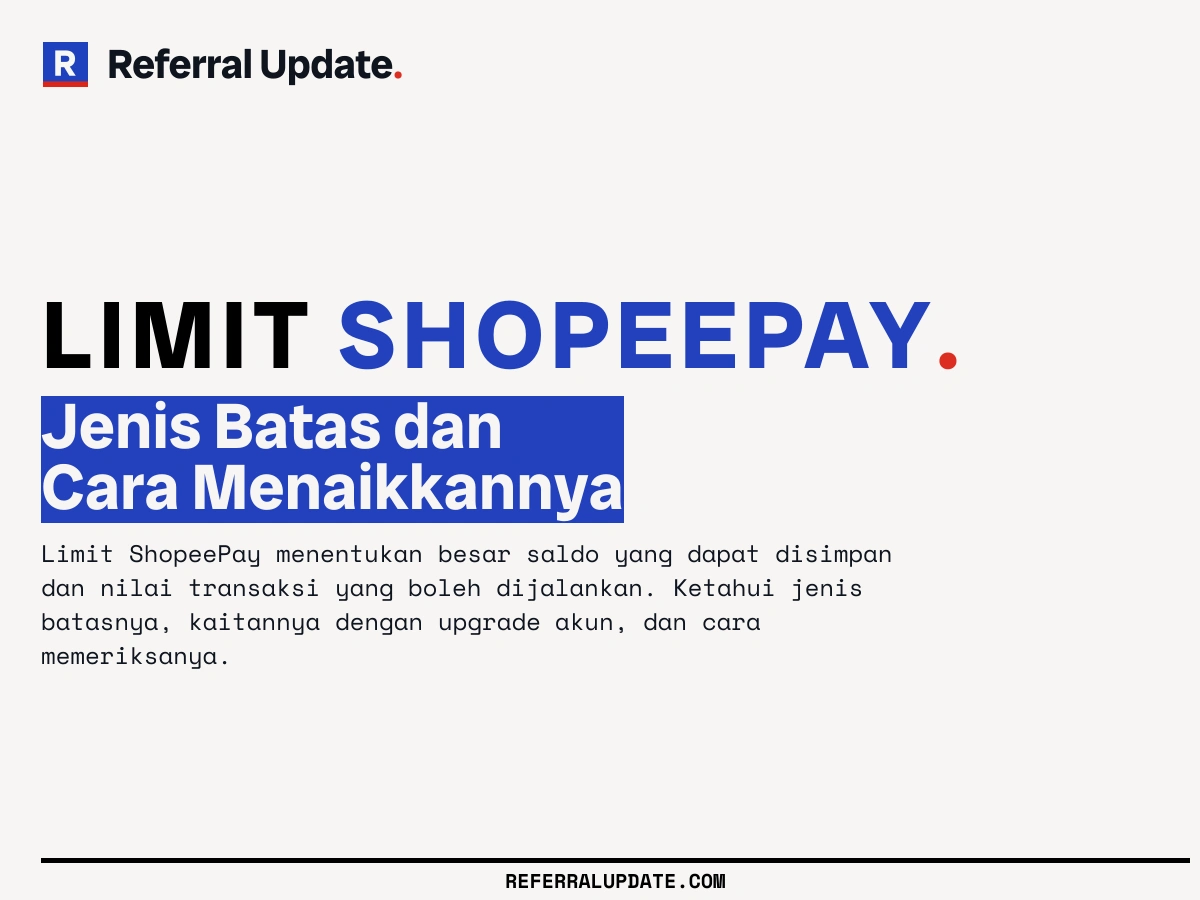 R Referral Update.
LIMIT SHOPEEPAY.
Jenis Batas dan
Cara Menaikkannya
Limit ShopeePay menentukan besar saldo yang dapat disimpan
dan nilai transaksi yang boleh dijalankan. Ketahui jenis
batasnya, kaitannya dengan upgrade akun, dan cara
memeriksanya.
REFERRALUPDATE.COM